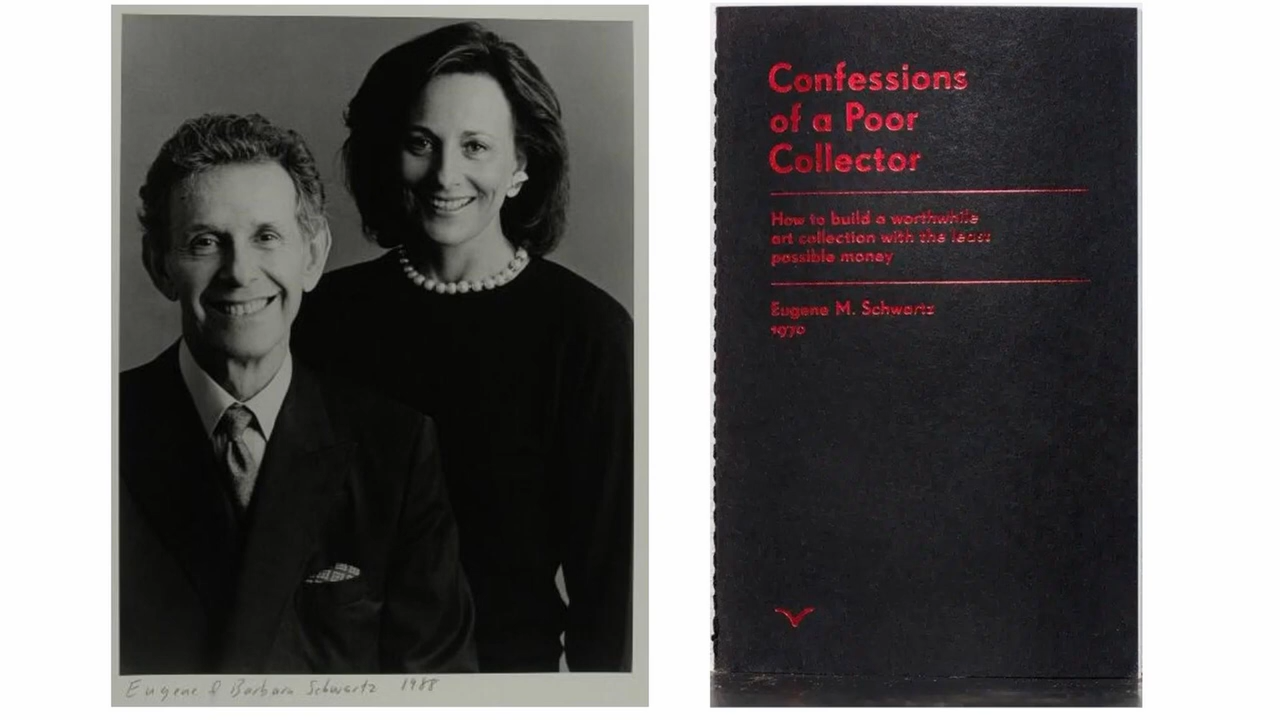 Eugene & Barbara Schwartz 1988
Confessions
of a Poor
Collector
How to build a worthwhile
art collection with the least
possible money
Eugene M. Schwartz
1970